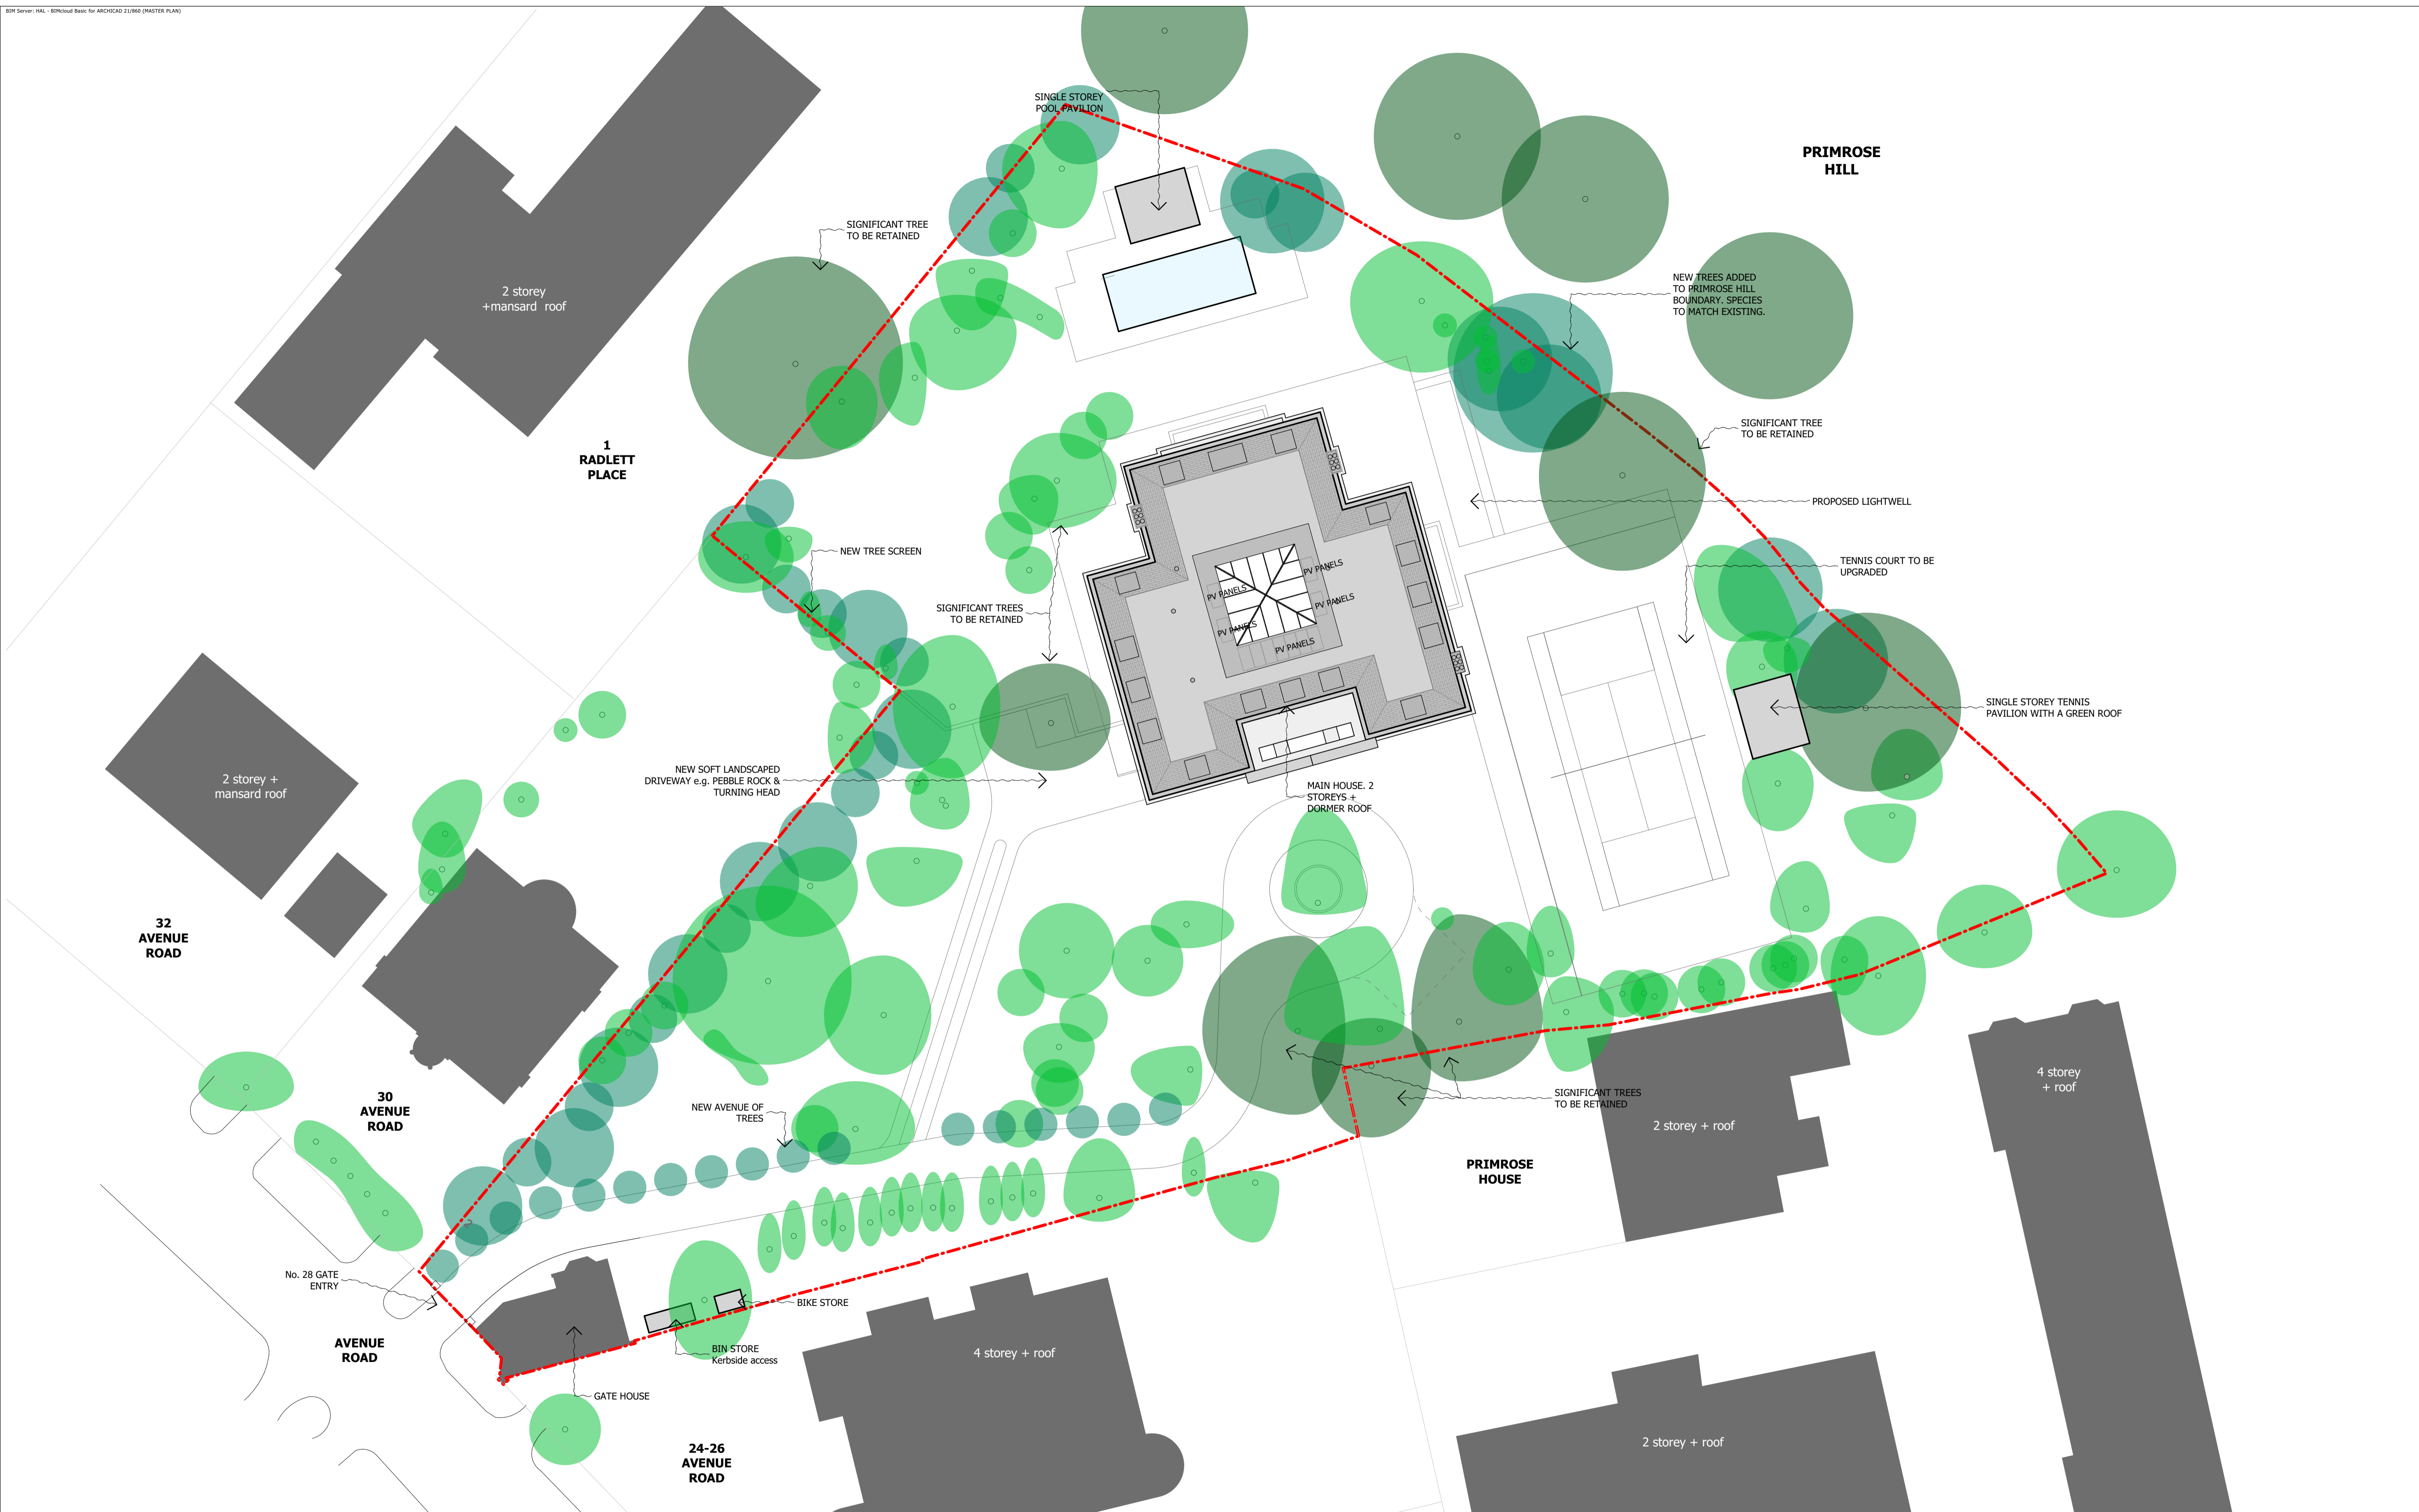 BIM Server: HAL - BIMcloud Basic for ARCHICAD 21/860 (MASTER PLAN)
SINGLE STOREY
POOL PAVILION
PRIMROSE
HILL
SIGNIFICANT TREE
TO BE RETAINED
2 storey
+mansard roof
NEW TREES ADDED
TO PRIMROSE HILL
BOUNDARY. SPECIES
TO MATCH EXISTING.
SIGNIFICANT TREE
TO BE RETAINED
1
RADLETT
PLACE
PROPOSED LIGHTWELL
NEW TREE SCREEN
TENNIS COURT TO BE
UPGRADED
PV PANELS
PV PANELS
PV PANELS
PV PANELS
PV PANELS
SIGNIFICANT TREES
TO BE RETAINED
SINGLE STOREY TENNIS
PAVILION WITH A GREEN ROOF
NEW SOFT LANDSCAPED
DRIVEWAY e.g. PEBBLE ROCK &
TURNING HEAD
2 storey +
mansard roof
MAIN HOUSE. 2
STOREYS +
DORMER ROOF
32
AVENUE
ROAD
30
AVENUE
ROAD
NEW AVENUE OF
TREES
SIGNIFICANT TREES
TO BE RETAINED
4 storey
+ roof
2 storey + roof
PRIMROSE
HOUSE
No. 28 GATE
ENTRY
BIKE STORE
AVENUE
ROAD
BIN STORE
Kerbside access
4 storey + roof
GATE HOUSE
24-26
AVENUE
ROAD
2 storey + roof